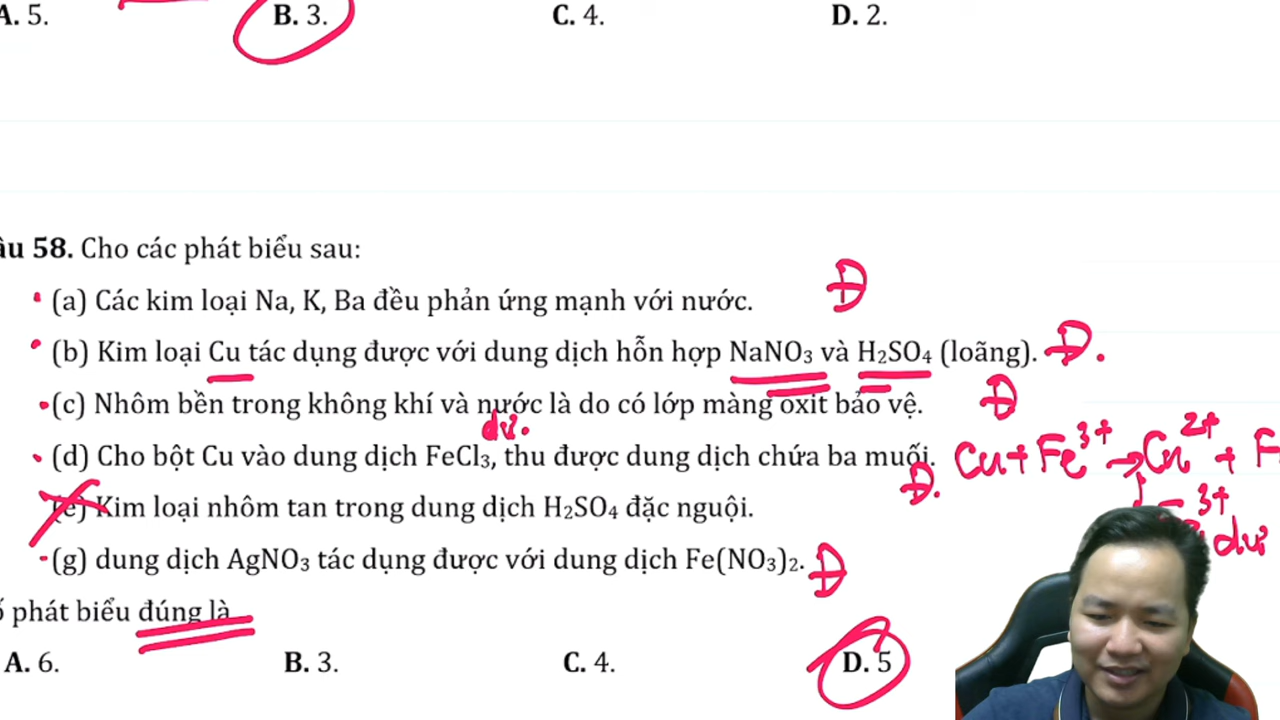 A. 5. B. 3. C. 4. D. 2.
âu 58. Cho các phát biểu sau:
(a) Các kim loại Na, K, Ba đều phản ứng mạnh với nước. Đ
(b) Kim loại Cu tác dụng được với dung dịch hỗn hợp NaNO₃ và H₂SO₄ (loãng). Đ.
(c) Nhôm bền trong không khí và nước là do có lớp màng oxit bảo vệ. Đ
dư.
(d) Cho bột Cu vào dung dịch FeCl₃, thu được dung dịch chứa ba muối. Đ. Cu + Fe³⁺ → Cu²⁺ + F
(e) Kim loại nhôm tan trong dung dịch H₂SO₄ đặc nguội.
3+ dư
(g) dung dịch AgNO₃ tác dụng được với dung dịch Fe(NO₃)₂. Đ
ố phát biểu đúng là
A. 6. B. 3. C. 4. D. 5